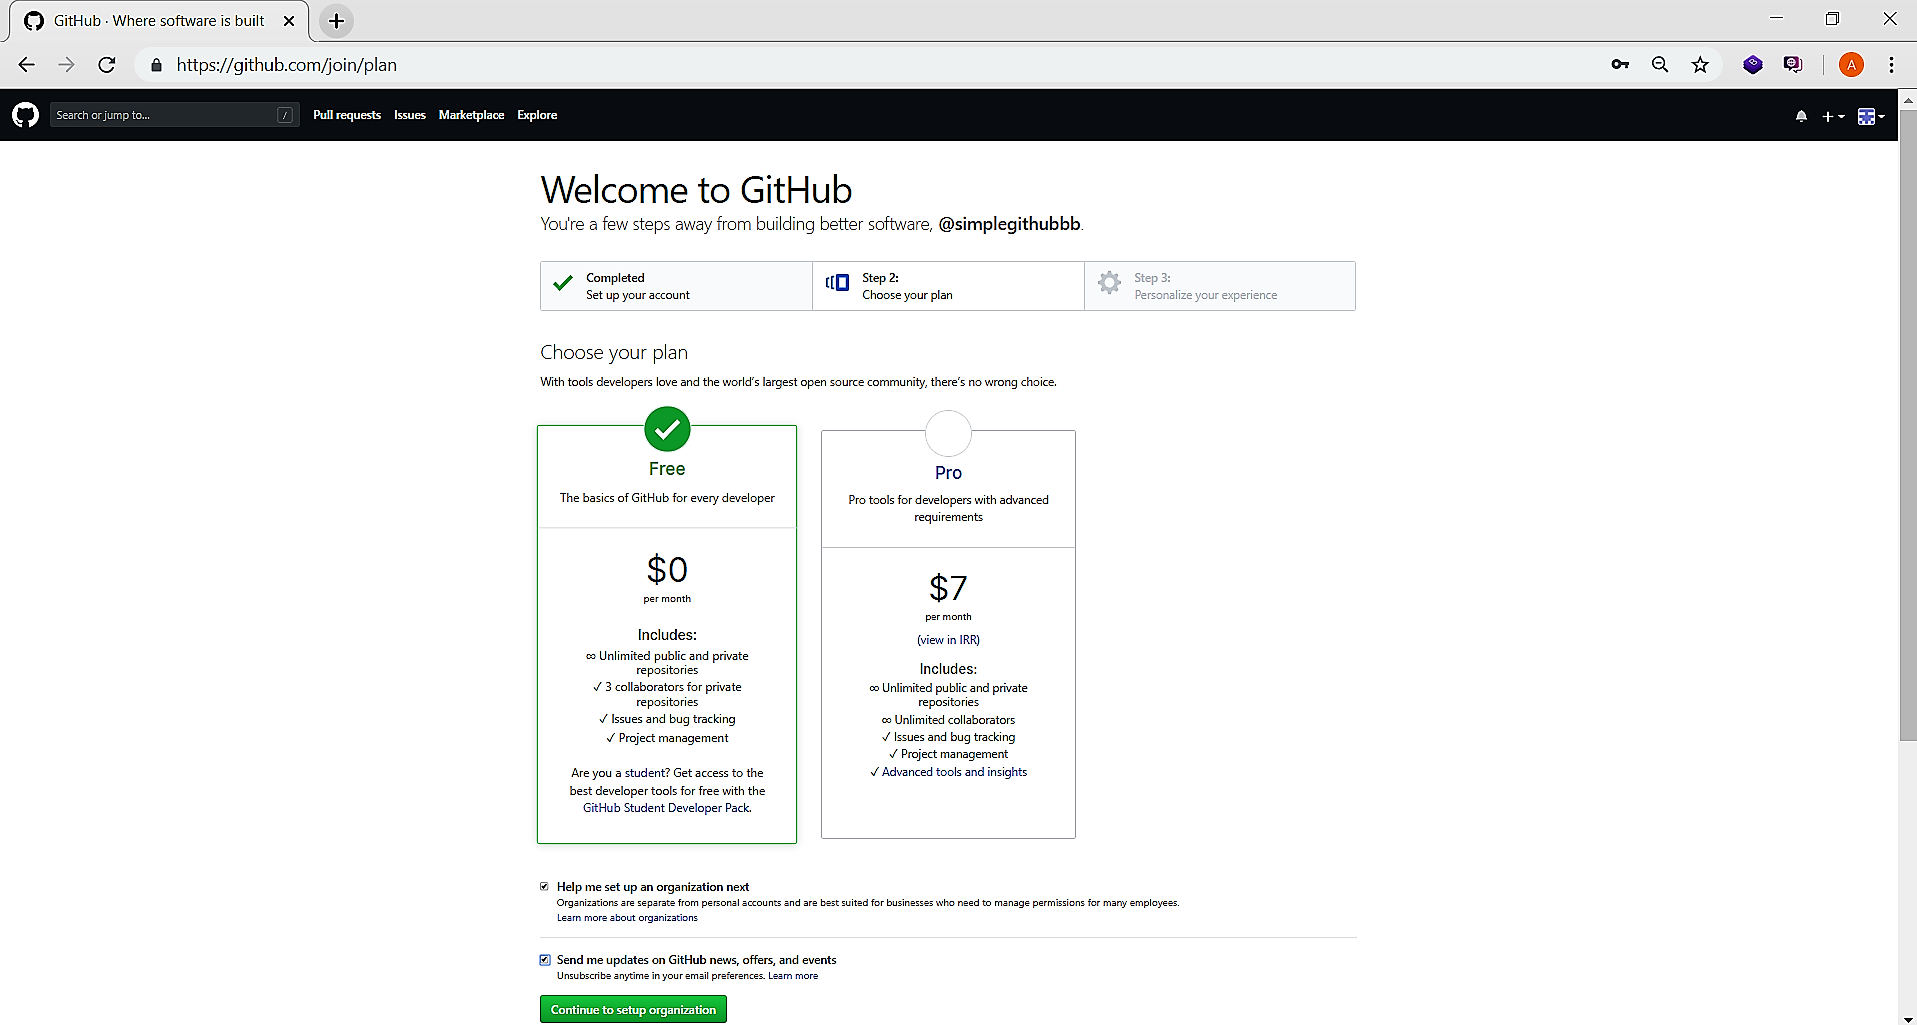 GitHub · Where software is built
https://github.com/join/plan
A
Search or jump to...
/
Pull requests Issues Marketplace Explore
Welcome to GitHub
You're a few steps away from building better software, @simplegithubbb.
Completed
Set up your account
Step 2:
Choose your plan
Step 3:
Personalize your experience
Choose your plan
With tools developers love and the world's largest open source community, there's no wrong choice.
Free
The basics of GitHub for every developer
$0
per month
Includes:
∞ Unlimited public and private
repositories
✓ 3 collaborators for private
repositories
✓ Issues and bug tracking
✓ Project management
Are you a student? Get access to the
best developer tools for free with the
GitHub Student Developer Pack.
Pro
Pro tools for developers with advanced
requirements
$7
per month
(view in IRR)
Includes:
∞ Unlimited public and private
repositories
∞ Unlimited collaborators
✓ Issues and bug tracking
✓ Project management
✓ Advanced tools and insights
Help me set up an organization next
Organizations are separate from personal accounts and are best suited for businesses who need to manage permissions for many employees.
Learn more about organizations
Send me updates on GitHub news, offers, and events
Unsubscribe anytime in your email preferences. Learn more
Continue to setup organization